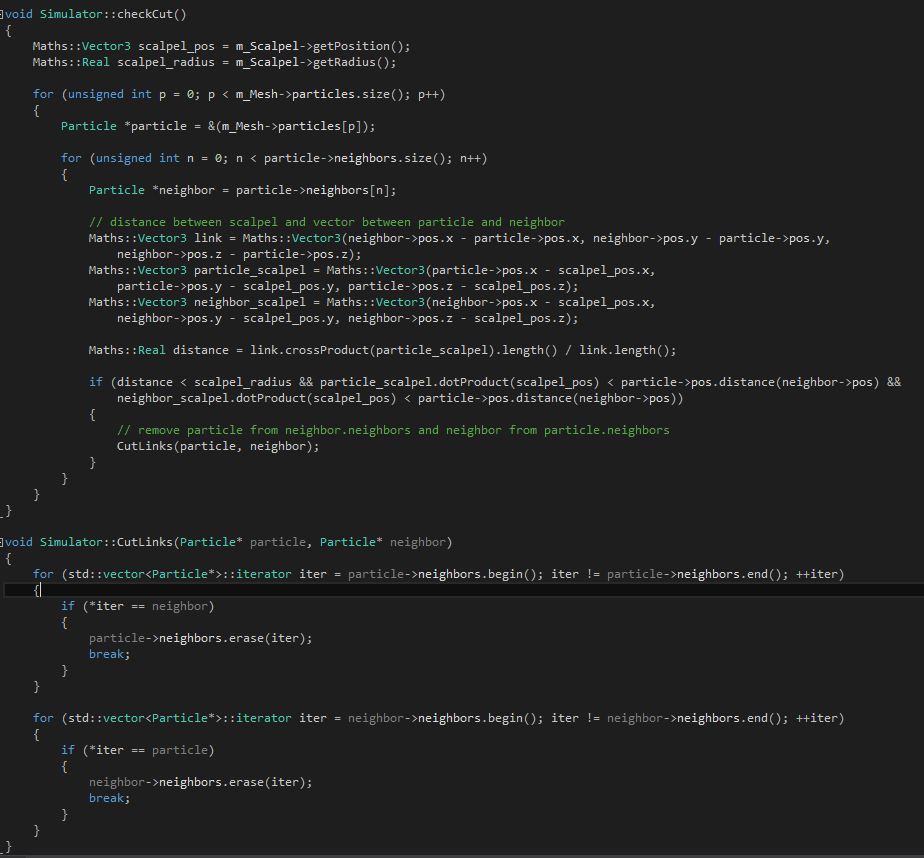 void Simulator::checkCut()
{
    Maths::Vector3 scalpel_pos = m_Scalpel->getPosition();
    Maths::Real scalpel_radius = m_Scalpel->getRadius();

    for (unsigned int p = 0; p < m_Mesh->particles.size(); p++)
    {
        Particle *particle = &(m_Mesh->particles[p]);

        for (unsigned int n = 0; n < particle->neighbors.size(); n++)
        {
            Particle *neighbor = particle->neighbors[n];

            // distance between scalpel and vector between particle and neighbor
            Maths::Vector3 link = Maths::Vector3(neighbor->pos.x - particle->pos.x, neighbor->pos.y - particle->pos.y,
                neighbor->pos.z - particle->pos.z);
            Maths::Vector3 particle_scalpel = Maths::Vector3(particle->pos.x - scalpel_pos.x,
                particle->pos.y - scalpel_pos.y, particle->pos.z - scalpel_pos.z);
            Maths::Vector3 neighbor_scalpel = Maths::Vector3(neighbor->pos.x - scalpel_pos.x,
                neighbor->pos.y - scalpel_pos.y, neighbor->pos.z - scalpel_pos.z);

            Maths::Real distance = link.crossProduct(particle_scalpel).length() / link.length();

            if (distance < scalpel_radius && particle_scalpel.dotProduct(scalpel_pos) < particle->pos.distance(neighbor->pos) &&
                neighbor_scalpel.dotProduct(scalpel_pos) < particle->pos.distance(neighbor->pos))
            {
                // remove particle from neighbor.neighbors and neighbor from particle.neighbors
                CutLinks(particle, neighbor);
            }
        }
    }
}

void Simulator::CutLinks(Particle* particle, Particle* neighbor)
{
    for (std::vector<Particle*>::iterator iter = particle->neighbors.begin(); iter != particle->neighbors.end(); ++iter)
    {
        if (*iter == neighbor)
        {
            particle->neighbors.erase(iter);
            break;
        }
    }

    for (std::vector<Particle*>::iterator iter = neighbor->neighbors.begin(); iter != neighbor->neighbors.end(); ++iter)
    {
        if (*iter == particle)
        {
            neighbor->neighbors.erase(iter);
            break;
        }
    }
}